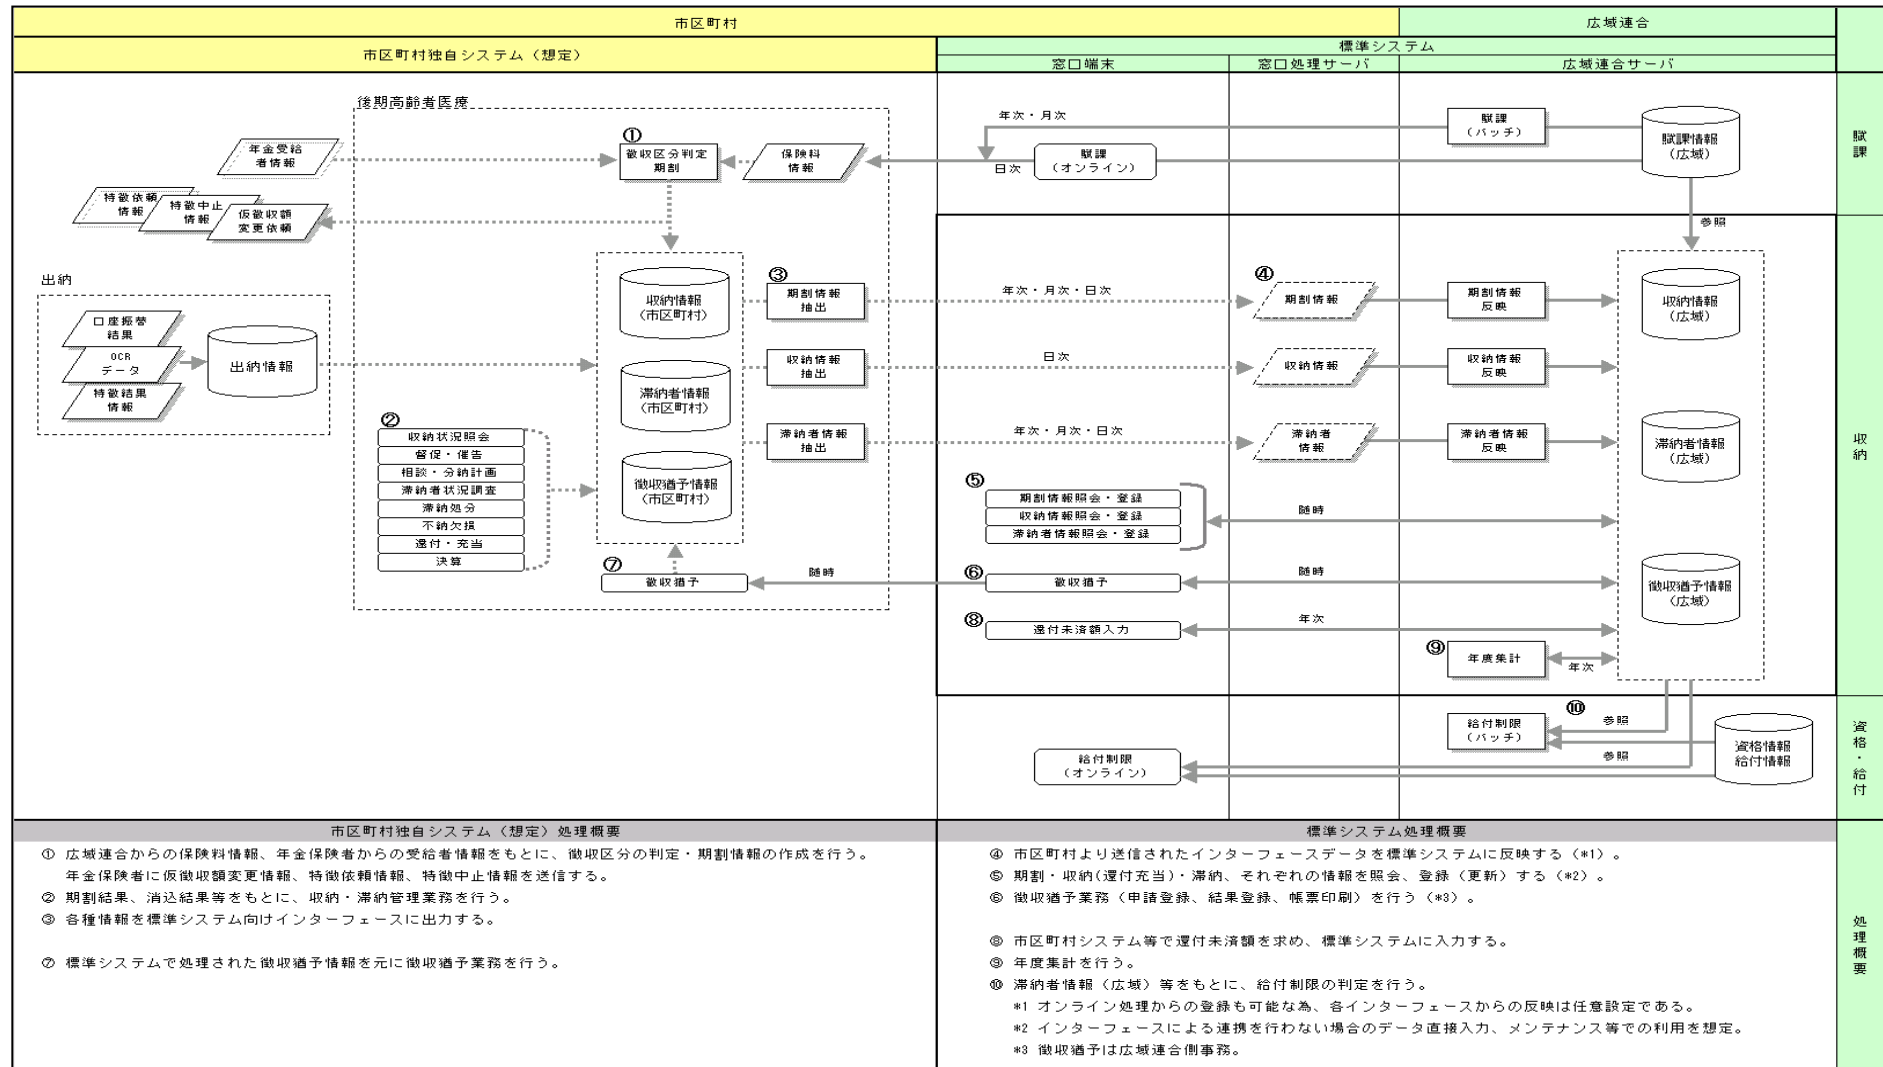 市区町村
広域連合
市区町村独自システム（想定）
標準システム
窓口端末
窓口処理サーバ
広域連合サーバ
後期高齢者医療
年金受給
者情報
①
徴収区分判定
期割
保険料
情報
年次・月次
日次
賦課
（オンライン）
賦課
（バッチ）
賦課情報
（広域）
賦課
特徴依頼
情報
特徴中止
情報
仮徴収額
変更依頼
参照
出納
口座振替
結果
OCR
データ
特徴結果
情報
出納情報
収納情報
（市区町村）
滞納者情報
（市区町村）
徴収猶予情報
（市区町村）
③
期割情報
抽出
収納情報
抽出
滞納者情報
抽出
年次・月次・日次
日次
年次・月次・日次
④
期割情報
収納情報
滞納者
情報
期割情報
反映
収納情報
反映
滞納者情報
反映
収納情報
（広域）
滞納者情報
（広域）
徴収猶予情報
（広域）
収納
②
収納状況照会
督促・催告
相談・分納計画
滞納者状況調査
滞納処分
不納欠損
還付・充当
決算
⑤
期割情報照会・登録
収納情報照会・登録
滞納者情報照会・登録
随時
⑦
徴収猶予
随時
⑥
徴収猶予
随時
⑧
還付未済額入力
年次
⑨
年度集計
年次
⑩
給付制限
（バッチ）
参照
給付制限
（オンライン）
参照
資格情報
給付情報
資格・給付
市区町村独自システム（想定）処理概要
① 広域連合からの保険料情報、年金保険者からの受給者情報をもとに、徴収区分の判定・期割情報の作成を行う。
年金保険者に仮徴収額変更情報、特徴依頼情報、特徴中止情報を送信する。
② 期割結果、消込結果等をもとに、収納・滞納管理業務を行う。
③ 各種情報を標準システム向けインターフェースに出力する。
⑦ 標準システムで処理された徴収猶予情報を元に徴収猶予業務を行う。
標準システム処理概要
④ 市区町村より送信されたインターフェースデータを標準システムに反映する（*1）。
⑤ 期割・収納(還付充当)・滞納、それぞれの情報を照会、登録（更新）する（*2）。
⑥ 徴収猶予業務（申請登録、結果登録、帳票印刷）を行う（*3）。
⑧ 市区町村システム等で還付未済額を求め、標準システムに入力する。
⑨ 年度集計を行う。
⑩ 滞納者情報（広域）等をもとに、給付制限の判定を行う。
*1 オンライン処理からの登録も可能な為、各インターフェースからの反映は任意設定である。
*2 インターフェースによる連携を行わない場合のデータ直接入力、メンテナンス等での利用を想定。
*3 徴収猶予は広域連合側事務。
処理概要